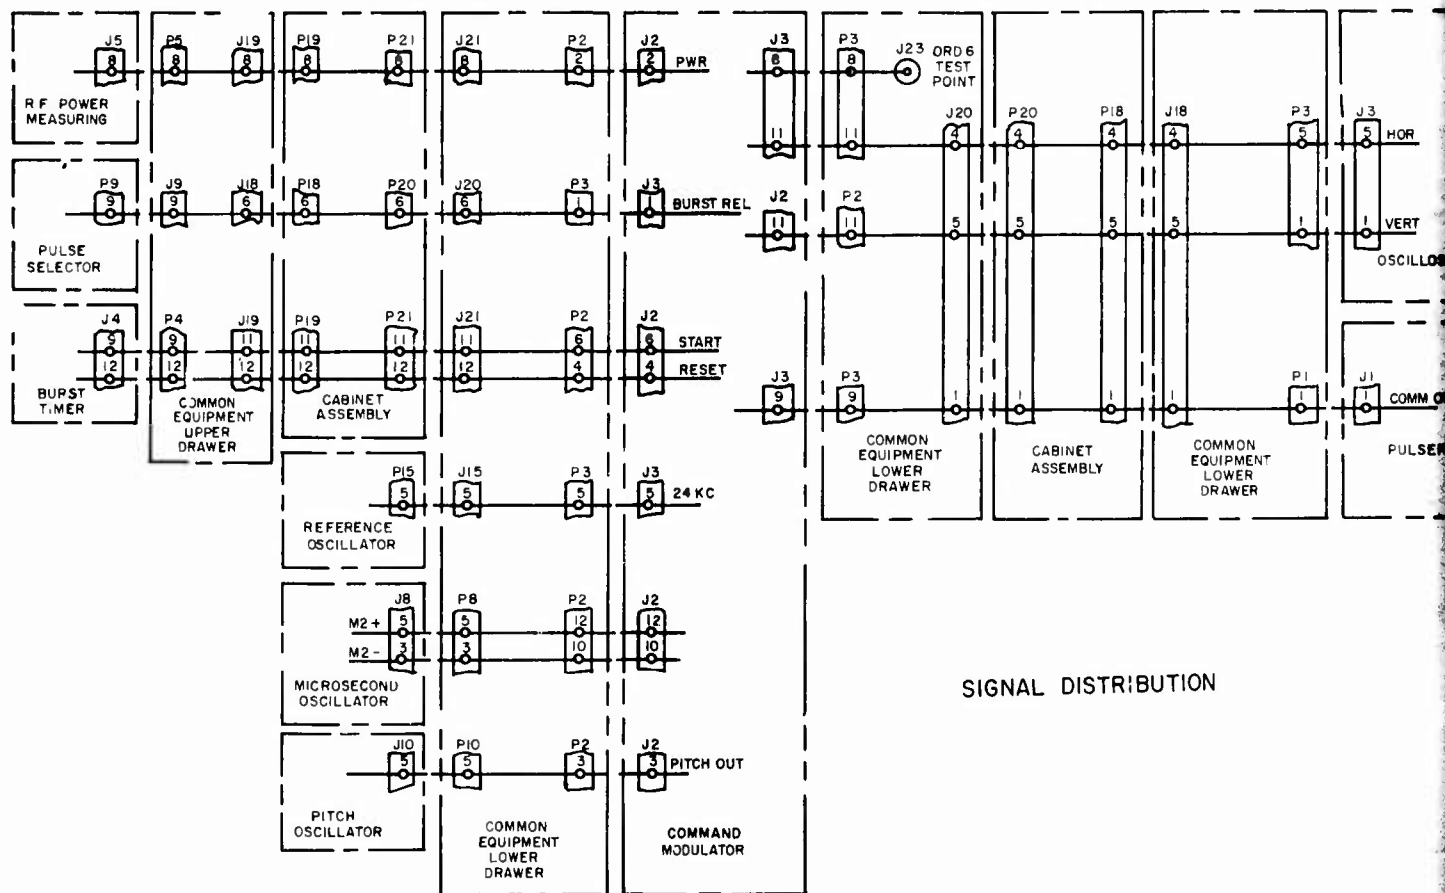 J5 P5 J19 P19 P21 J21 P2 J2 J3 P3 J23 ORD 6
TEST
POINT
8 8 8 8 8 8 2 2 PWR 8 8
R F POWER
MEASURING
J20 P20 P18 J18 P3 J3
11 11 4 4 4 4 5 5 HOR
P9 J9 J18 P18 P20 J20 P3 J3 J2 P2
9 9 6 6 6 6 1 1 BURST REL
11 11 5 5 5 5 1 1 VERT
PULSE
SELECTOR
OSCILLOS
J4 P4 J19 P19 P21 J21 P2 J2
9 9 11 11 11 11 6 6 START
12 12 12 12 12 12 4 4 RESET
BURST
TIMER
COMMON
EQUIPMENT
UPPER
DRAWER
CABINET
ASSEMBLY
J3 P3 P1 J1
9 9 1 1 1 1 1 1 COMM O
COMMON
EQUIPMENT
LOWER
DRAWER
CABINET
ASSEMBLY
COMMON
EQUIPMENT
LOWER
DRAWER
PULSER
P15 J15 P3 J3
5 5 5 5 24 KC
REFERENCE
OSCILLATOR
J8 P8 P2 J2
M2+ 5 5 12 12
M2- 3 3 10 10
MICROSECOND
OSCILLATOR
SIGNAL DISTRIBUTION
J10 P10 P2 J2
5 5 3 3 PITCH OUT
PITCH
OSCILLATOR
COMMON
EQUIPMENT
LOWER
DRAWER
COMMAND
MODULATOR